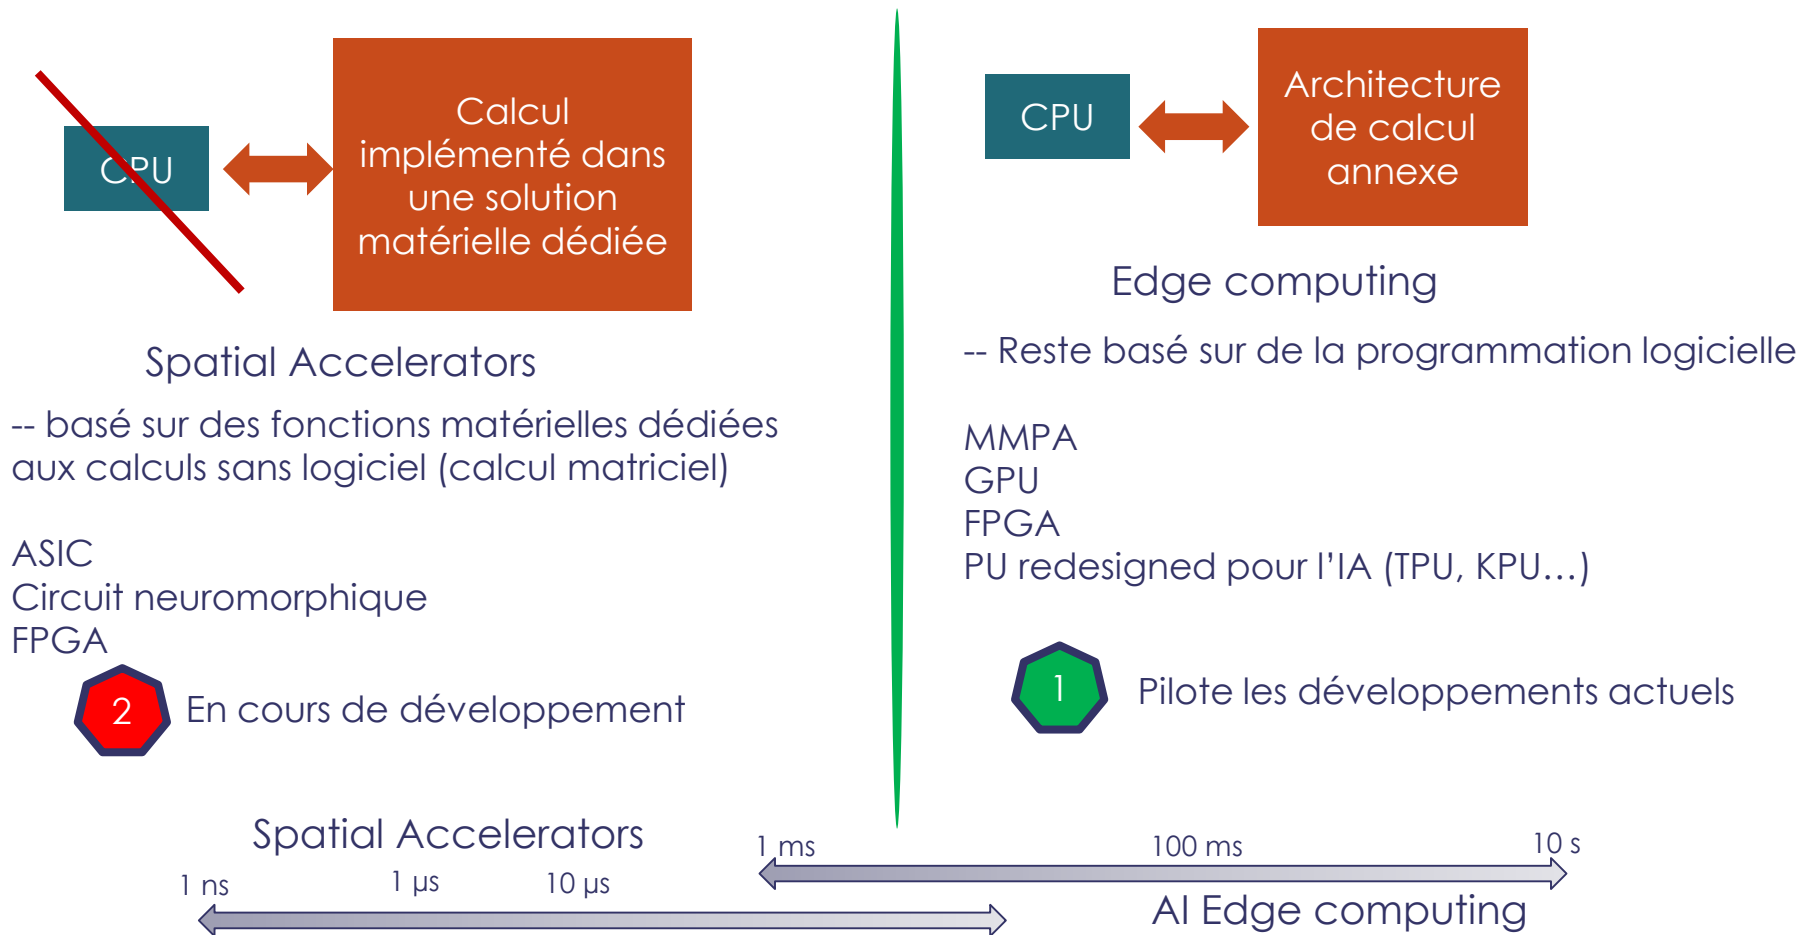 CPU
Calcul
implémenté dans
une solution
matérielle dédiée
Spatial Accelerators
-- basé sur des fonctions matérielles dédiées
aux calculs sans logiciel (calcul matriciel)
ASIC
Circuit neuromorphique
FPGA
2
En cours de développement
CPU
Architecture
de calcul
annexe
Edge computing
-- Reste basé sur de la programmation logicielle
MMPA
GPU
FPGA
PU redesigned pour l’IA (TPU, KPU…)
1
Pilote les développements actuels
Spatial Accelerators
1 ns
1 µs
10 µs
1 ms
100 ms
10 s
AI Edge computing